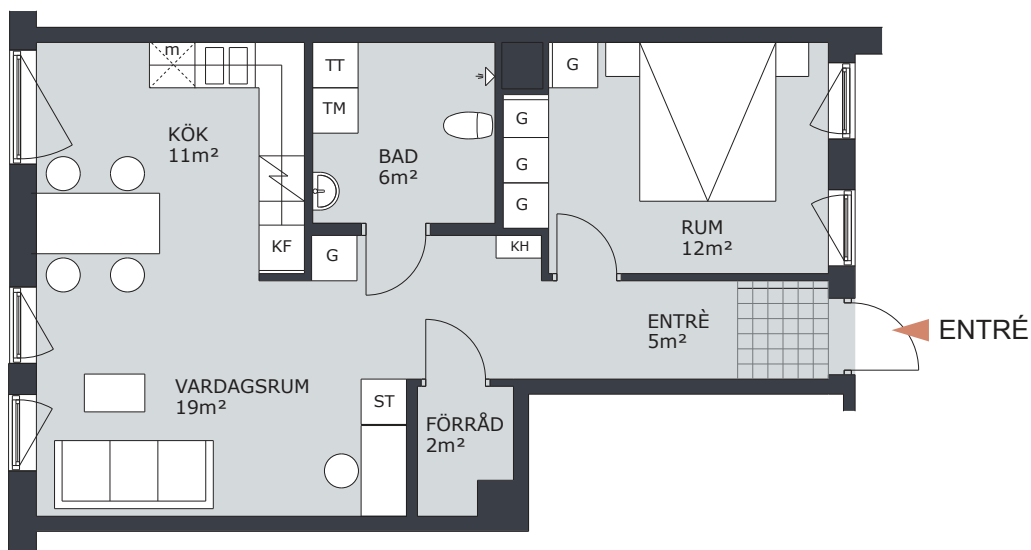 m
KÖK
11m²
TT
TM
BAD
6m²
G
G
G
G
RUM
12m²
KF
G
KH
ENTRÈ
5m²
ENTRÉ
VARDAGSRUM
19m²
ST
FÖRRÅD
2m²